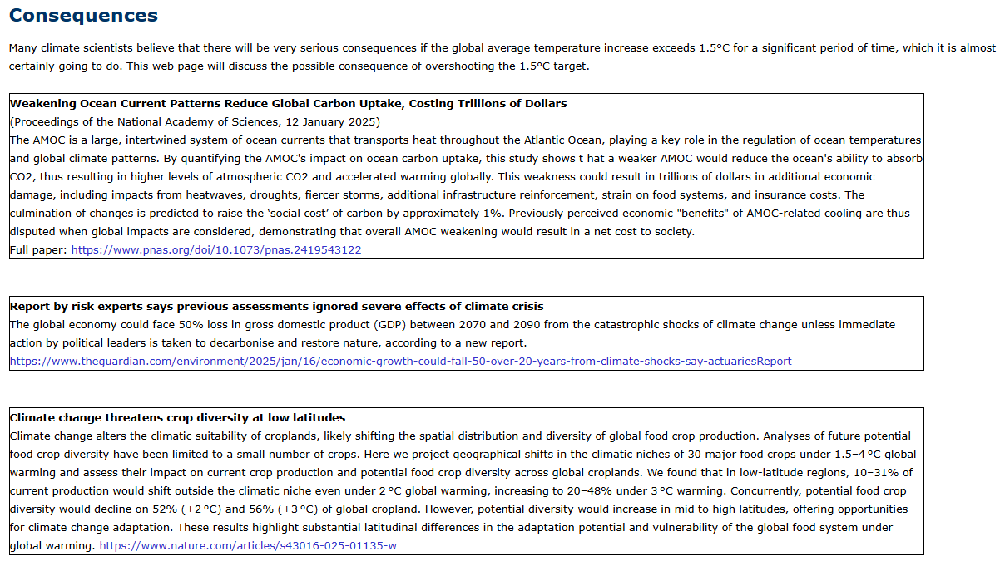 Consequences
Many climate scientists believe that there will be very serious consequences if the global average temperature increase exceeds 1.5°C for a significant period of time, which it is almost
certainly going to do. This web page will discuss the possible consequence of overshooting the 1.5°C target.
Weakening Ocean Current Patterns Reduce Global Carbon Uptake, Costing Trillions of Dollars
(Proceedings of the National Academy of Sciences, 12 January 2025)
The AMOC is a large, intertwined system of ocean currents that transports heat throughout the Atlantic Ocean, playing a key role in the regulation of ocean temperatures
and global climate patterns. By quantifying the AMOC's impact on ocean carbon uptake, this study shows t hat a weaker AMOC would reduce the ocean's ability to absorb
CO2, thus resulting in higher levels of atmospheric CO2 and accelerated warming globally. This weakness could result in trillions of dollars in additional economic
damage, including impacts from heatwaves, droughts, fiercer storms, additional infrastructure reinforcement, strain on food systems, and insurance costs. The
culmination of changes is predicted to raise the ‘social cost’ of carbon by approximately 1%. Previously perceived economic "benefits" of AMOC-related cooling are thus
disputed when global impacts are considered, demonstrating that overall AMOC weakening would result in a net cost to society.
Full paper: https://www.pnas.org/doi/10.1073/pnas.2419543122
Report by risk experts says previous assessments ignored severe effects of climate crisis
The global economy could face 50% loss in gross domestic product (GDP) between 2070 and 2090 from the catastrophic shocks of climate change unless immediate
action by political leaders is taken to decarbonise and restore nature, according to a new report.
https://www.theguardian.com/environment/2025/jan/16/economic-growth-could-fall-50-over-20-years-from-climate-shocks-say-actuariesReport
Climate change threatens crop diversity at low latitudes
Climate change alters the climatic suitability of croplands, likely shifting the spatial distribution and diversity of global food crop production. Analyses of future potential
food crop diversity have been limited to a small number of crops. Here we project geographical shifts in the climatic niches of 30 major food crops under 1.5–4 °C global
warming and assess their impact on current crop production and potential food crop diversity across global croplands. We found that in low-latitude regions, 10–31% of
current production would shift outside the climatic niche even under 2 °C global warming, increasing to 20–48% under 3 °C warming. Concurrently, potential food crop
diversity would decline on 52% (+2 °C) and 56% (+3 °C) of global cropland. However, potential diversity would increase in mid to high latitudes, offering opportunities
for climate change adaptation. These results highlight substantial latitudinal differences in the adaptation potential and vulnerability of the global food system under
global warming. https://www.nature.com/articles/s43016-025-01135-w